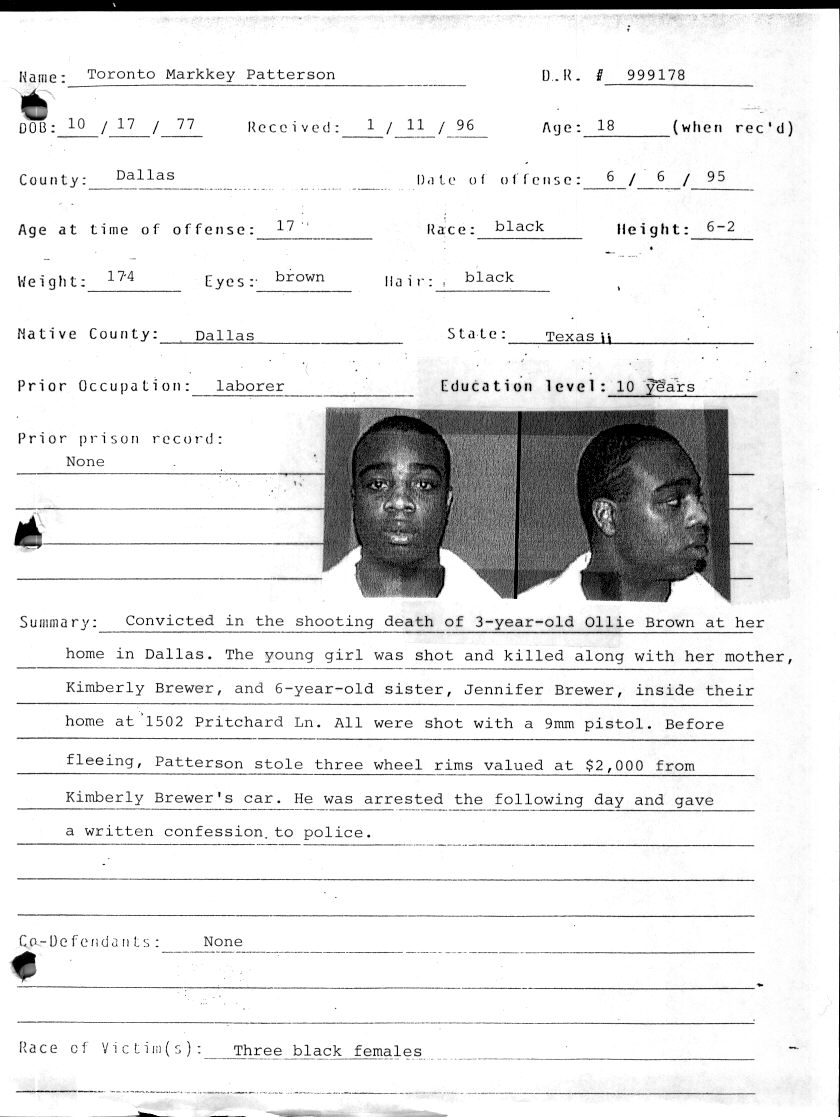 Name: Toronto Markkey Patterson D.R. # 999178
DOB: 10 / 17 / 77 Received: 1 / 11 / 96 Age: 18 (when rec'd)
County: Dallas Date of offense: 6 / 6 / 95
Age at time of offense: 17 Race: black Height: 6-2
Weight: 174 Eyes: brown Hair: black
Native County: Dallas State: Texas
Prior Occupation: laborer Education level: 10 years
Prior prison record:
None
Summary: Convicted in the shooting death of 3-year-old Ollie Brown at her
home in Dallas. The young girl was shot and killed along with her mother,
Kimberly Brewer, and 6-year-old sister, Jennifer Brewer, inside their
home at 1502 Pritchard Ln. All were shot with a 9mm pistol. Before
fleeing, Patterson stole three wheel rims valued at $2,000 from
Kimberly Brewer's car. He was arrested the following day and gave
a written confession to police.
Co-Defendants: None
Race of Victim(s): Three black females